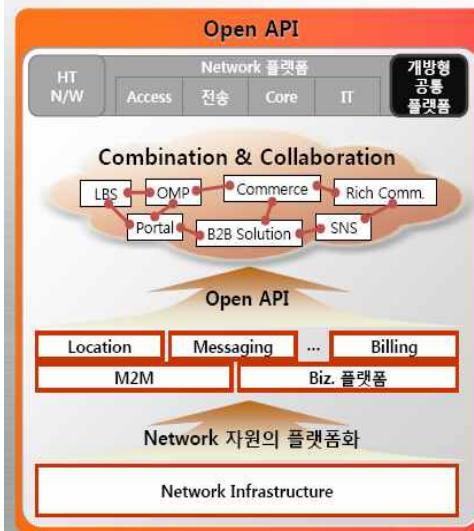 Open API
HT
N/W
Network 플랫폼
Access 전송 Core IT
개방형
공통
플랫폼
Combination & Collaboration
LBS OMP Commerce Rich Comm.
Portal B2B Solution SNS
Open API
Location Messaging ... Billing
M2M Biz. 플랫폼
Network 자원의 플랫폼화
Network Infrastructure